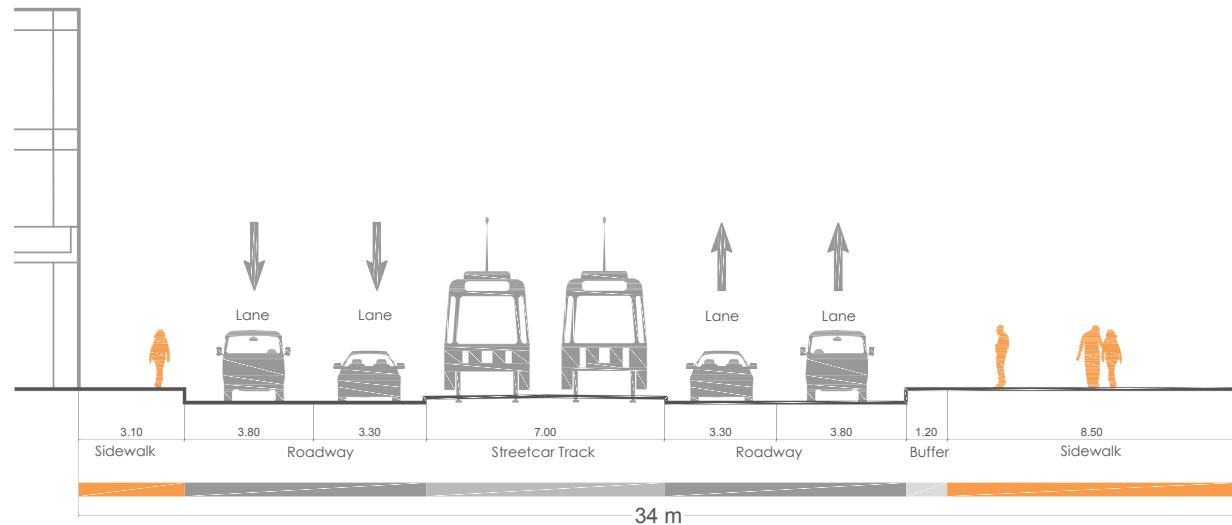 Lane Lane Lane Lane
3.10 3.80 3.30 7.00 3.30 3.80 1.20 8.50
Sidewalk Roadway Streetcar Track Roadway Buffer Sidewalk
34 m